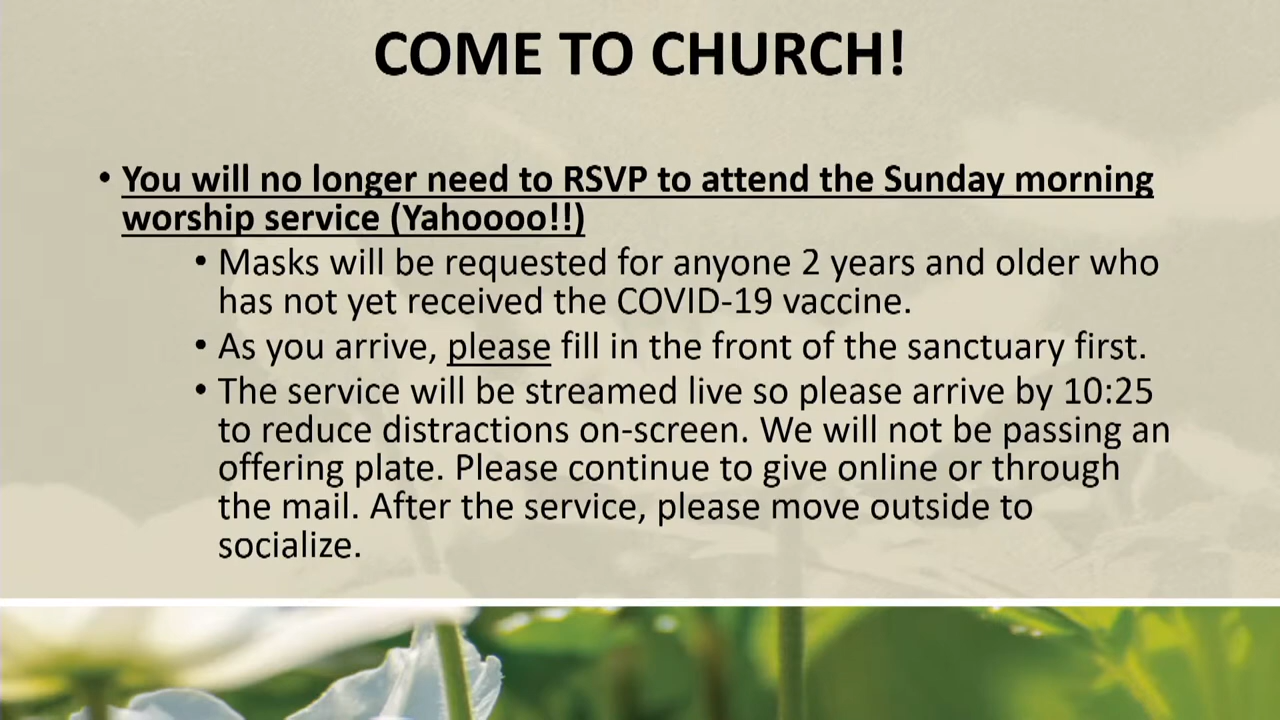 COME TO CHURCH!
• You will no longer need to RSVP to attend the Sunday morning
worship service (Yahoooo!!)
• Masks will be requested for anyone 2 years and older who
has not yet received the COVID-19 vaccine.
• As you arrive, please fill in the front of the sanctuary first.
• The service will be streamed live so please arrive by 10:25
to reduce distractions on-screen. We will not be passing an
offering plate. Please continue to give online or through
the mail. After the service, please move outside to
socialize.